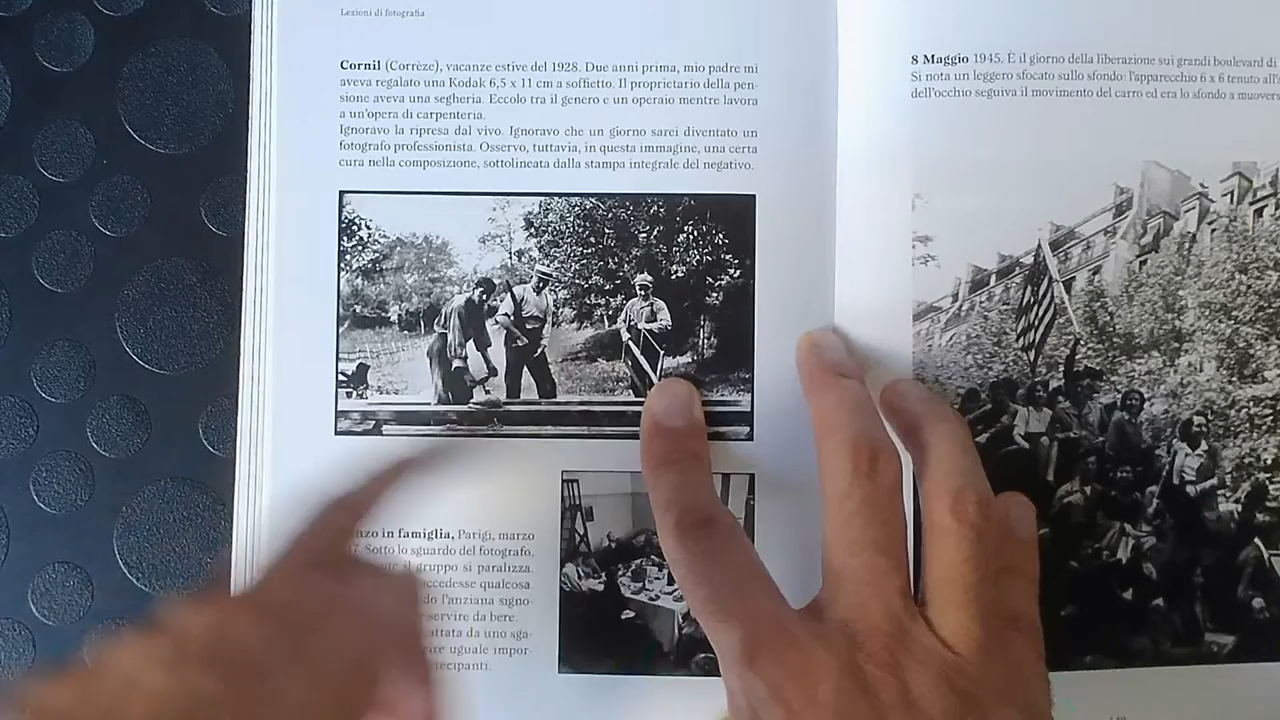 Lezioni di fotografia
Cornil (Corrèze), vacanze estive del 1928. Due anni prima, mio padre mi
aveva regalato una Kodak 6,5 x 11 cm a soffietto. Il proprietario della pen-
sione aveva una segheria. Eccolo tra il genero e un operaio mentre lavora
a un'opera di carpenteria.
Ignoravo la ripresa dal vivo. Ignoravo che un giorno sarei diventato un
fotografo professionista. Osservo, tuttavia, in questa immagine, una certa
cura nella composizione, sottolineata dalla stampa integrale del negativo.
in famiglia, Parigi, marzo
Sotto lo sguardo del fotografo,
il gruppo si paralizza.
qualcosa
l'anziana signo-
servire da bere.
da uno sga-
uguale impor-
8 Maggio 1945. È il giorno della liberazione sui grandi boulevard di
Si nota un leggero sfocato sullo sfondo: l'apparecchio 6 x 6 tenuto
dell'occhio seguiva il movimento del carro ed era lo sfondo a